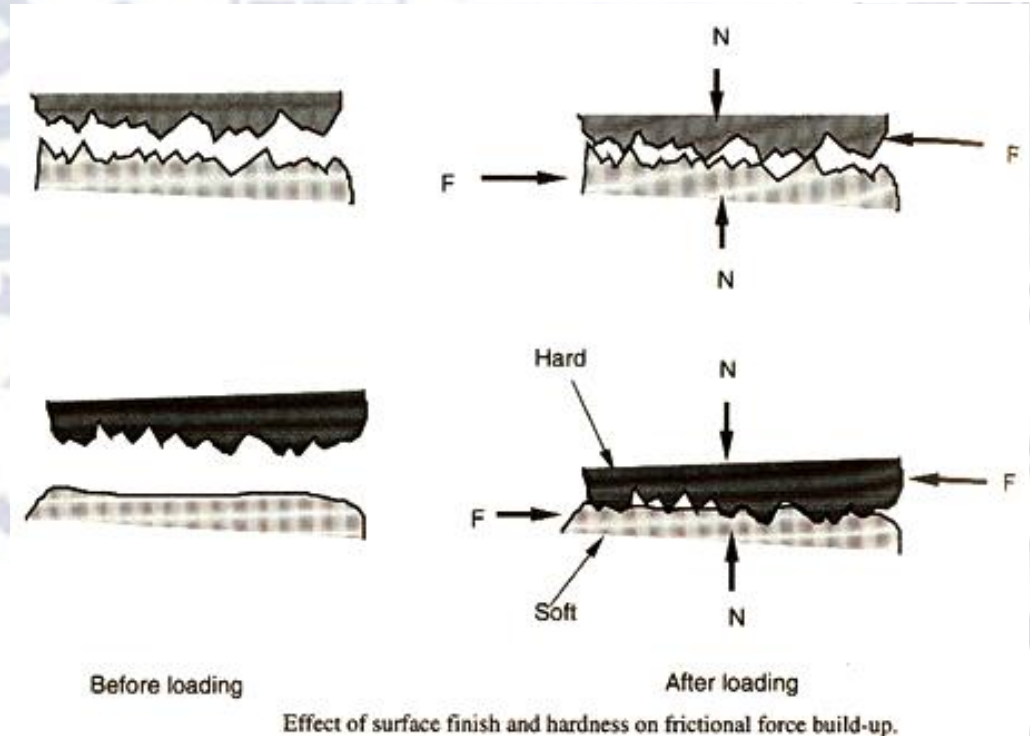 N
F
F
N
Hard
N
F
F
Soft
N
Before loading
After loading
Effect of surface finish and hardness on frictional force build-up.